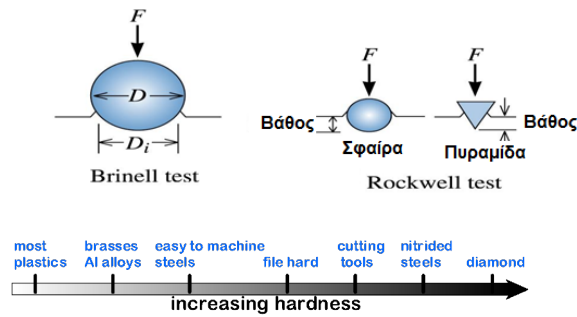 F
D
Di
Brinell test
F
F
Βάθος
Βάθος
Σφαίρα
Πυραμίδα
Rockwell test
most
plastics
brasses
Al alloys
easy to machine
steels
file hard
cutting
tools
nitrided
steels
diamond
increasing hardness